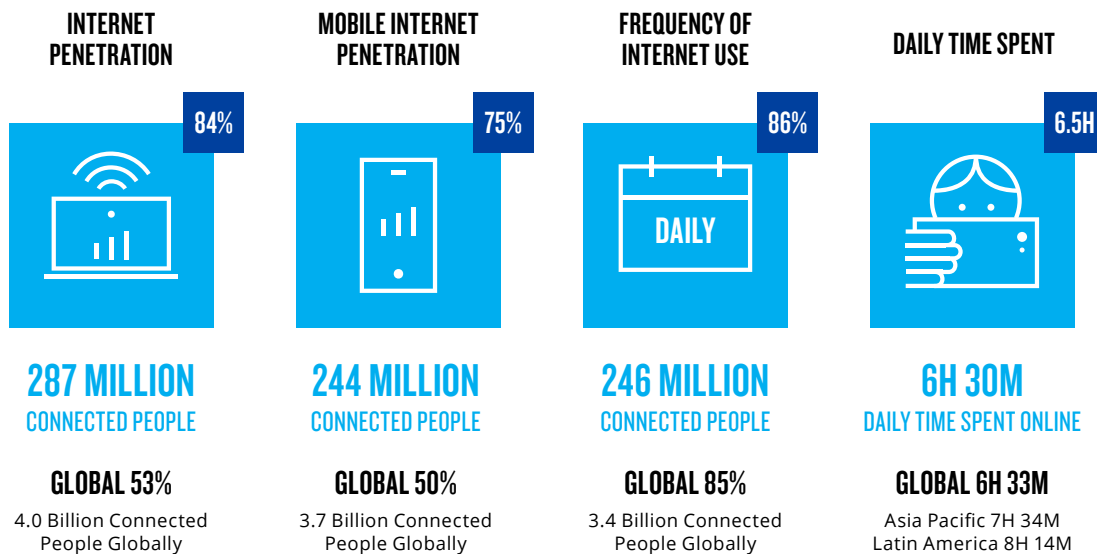 INTERNET
PENETRATION
84%
287 MILLION
CONNECTED PEOPLE
GLOBAL 53%
4.0 Billion Connected
People Globally
MOBILE INTERNET
PENETRATION
75%
244 MILLION
CONNECTED PEOPLE
GLOBAL 50%
3.7 Billion Connected
People Globally
FREQUENCY OF
INTERNET USE
86%
DAILY
246 MILLION
CONNECTED PEOPLE
GLOBAL 85%
3.4 Billion Connected
People Globally
DAILY TIME SPENT
6.5H
6H 30M
DAILY TIME SPENT ONLINE
GLOBAL 6H 33M
Asia Pacific 7H 34M
Latin America 8H 14M